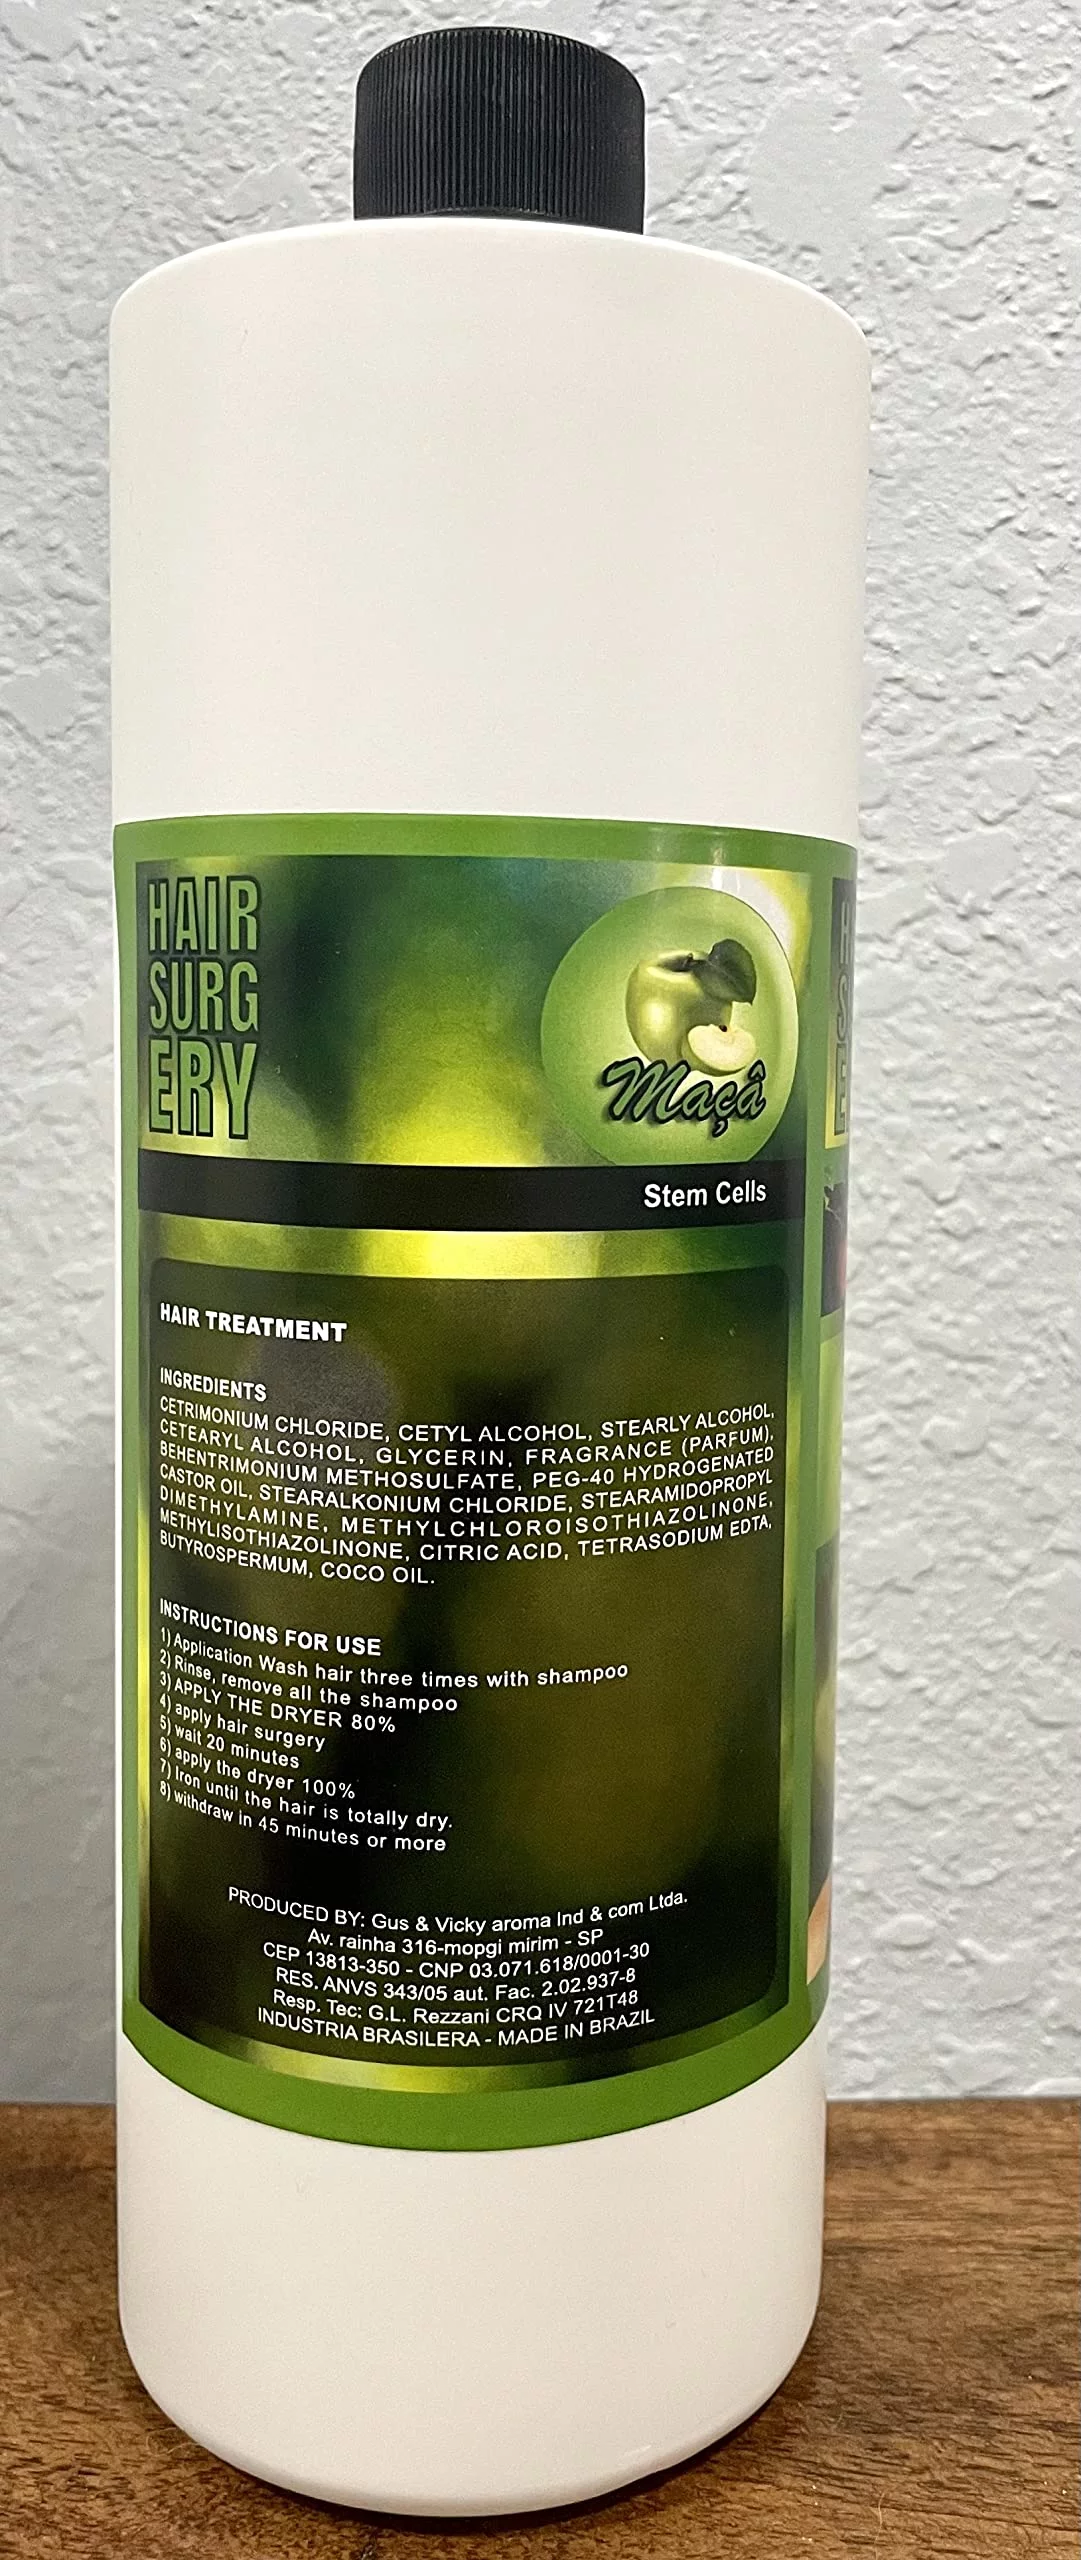 HAIR
SURG
ERY
Maçâ
Stem Cells
HAIR TREATMENT
INGREDIENTS
CETRIMONIUM CHLORIDE, CETYL ALCOHOL, STEARLY ALCOHOL,
CETEARYL ALCOHOL, GLYCERIN, FRAGRANCE (PARFUM),
BEHENTRIMONIUM METHOSULFATE, PEG-40 HYDROGENATED
CASTOR OIL, STEARALKONIUM CHLORIDE, STEARAMIDOPROPYL
DIMETHYLAMINE, METHYLCHLOROISOTHIAZOLINONE,
METHYLISOTHIAZOLINONE, CITRIC ACID, TETRASODIUM EDTA,
BUTYROSPERMUM, COCO OIL.
INSTRUCTIONS FOR USE
1) Application Wash hair three times with shampoo
2) Rinse, remove all the shampoo
3) APPLY THE DRYER 80%
4) apply hair surgery
5) wait 20 minutes
6) apply the dryer 100%
7) Iron until the hair is totally dry.
8) withdraw in 45 minutes or more
PRODUCED BY: Gus & Vicky aroma Ind & com Ltda.
Av. rainha 316-mopgi mirim - SP
CEP 13813-350 - CNP 03.071.618/0001-30
RES. ANVS 343/05 aut. Fac. 2.02.937-8
Resp. Tec: G.L. Rezzani CRQ IV 721T48
INDUSTRIA BRASILERA - MADE IN BRAZIL
H
S
E